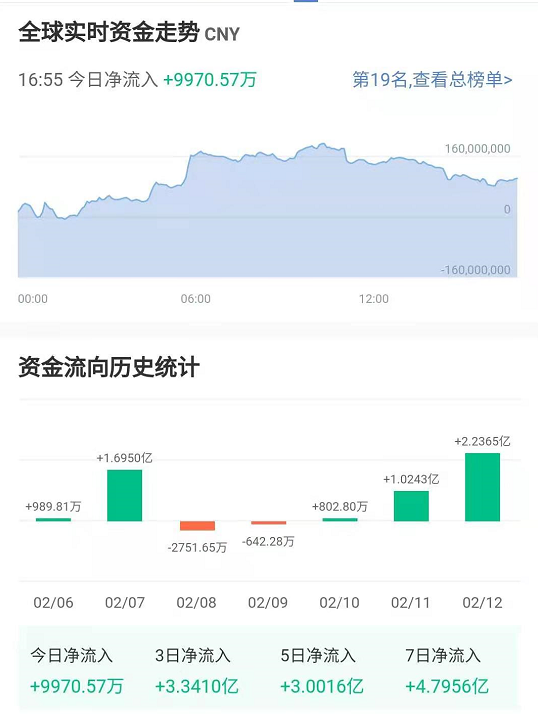 全球实时资金走势 CNY
16:55 今日净流入 +9970.57万 第19名,查看总榜单>
160,000,000
0
-160,000,000
00:00 06:00 12:00
资金流向历史统计
+2.2365亿
+1.6950亿
+1.0243亿
+989.81万 +802.80万
-2751.65万 -642.28万
02/06 02/07 02/08 02/09 02/10 02/11 02/12
今日净流入 3日净流入 5日净流入 7日净流入
+9970.57万 +3.3410亿 +3.0016亿 +4.7956亿